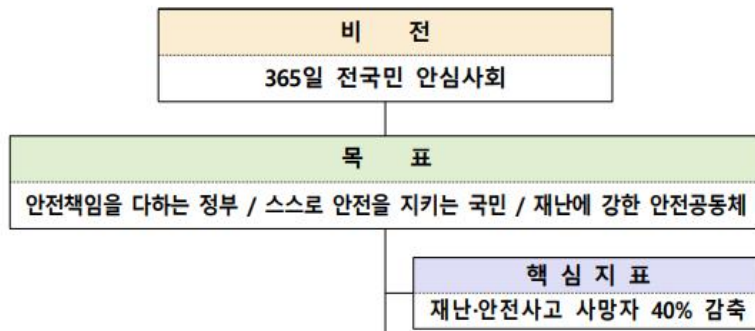 비 전
365일 전국민 안심사회
목 표
안전책임을 다하는 정부 / 스스로 안전을 지키는 국민 / 재난에 강한 안전공동체
핵 심 지 표
재난·안전사고 사망자 40% 감축